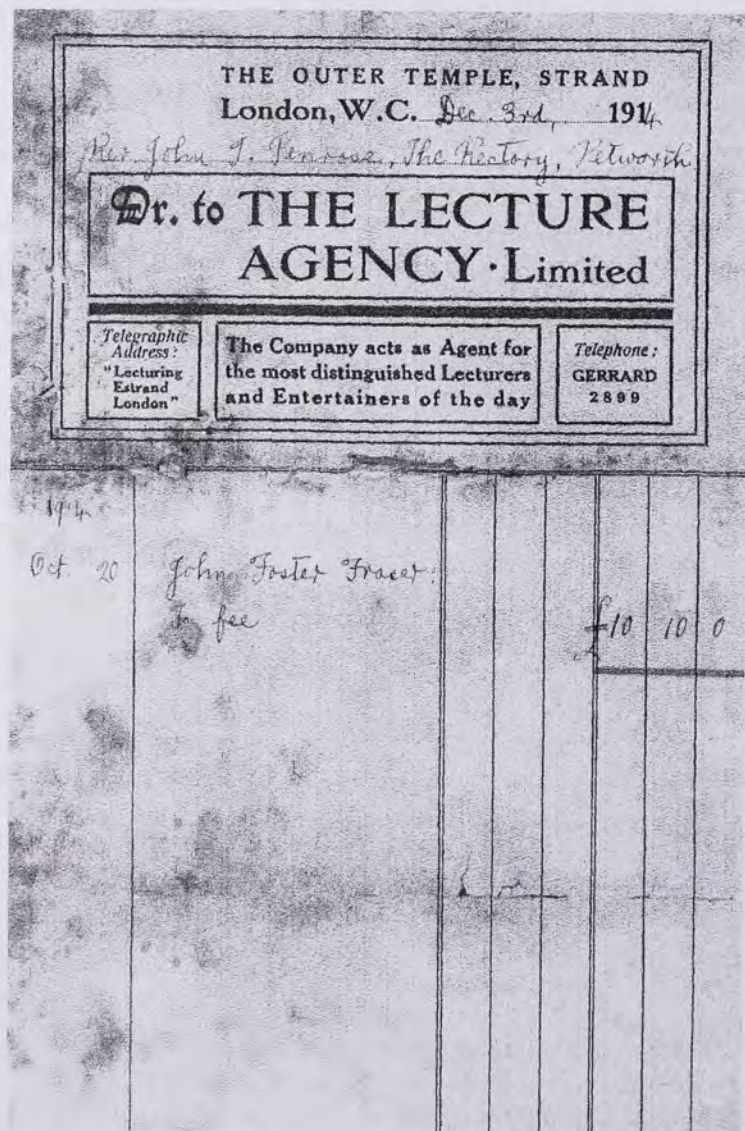 THE OUTER TEMPLE, STRAND
London, W.C. Dec. 3rd, 1914
Rev John T. Penrose, The Rectory, Petworth
Dr. to THE LECTURE
AGENCY · Limited
Telegraphic
Address:
"Lecturing
Estrand
London"
The Company acts as Agent for
the most distinguished Lecturers
and Entertainers of the day
Telephone:
GERRARD
2899
1914
Oct. 20 John Foster Fraser:
fee £10 10 0